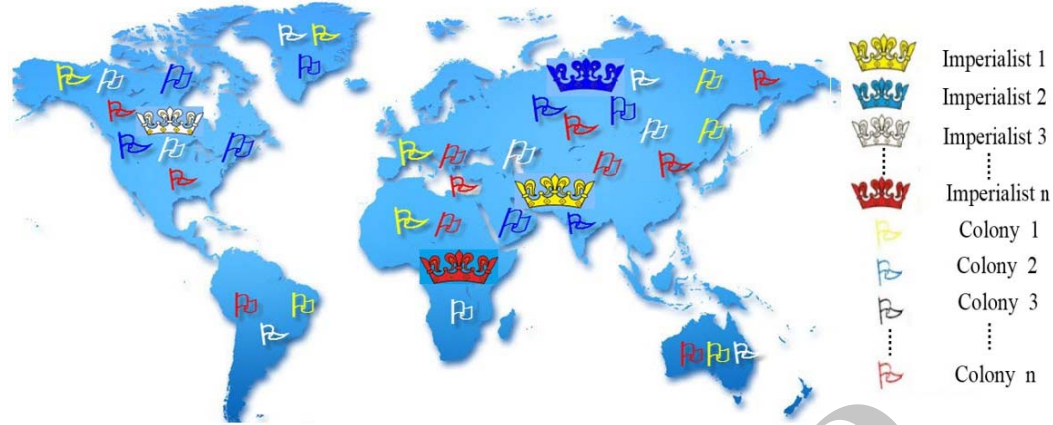 Imperialist 1
Imperialist 2
Imperialist 3
Imperialist n
Colony 1
Colony 2
Colony 3
Colony n